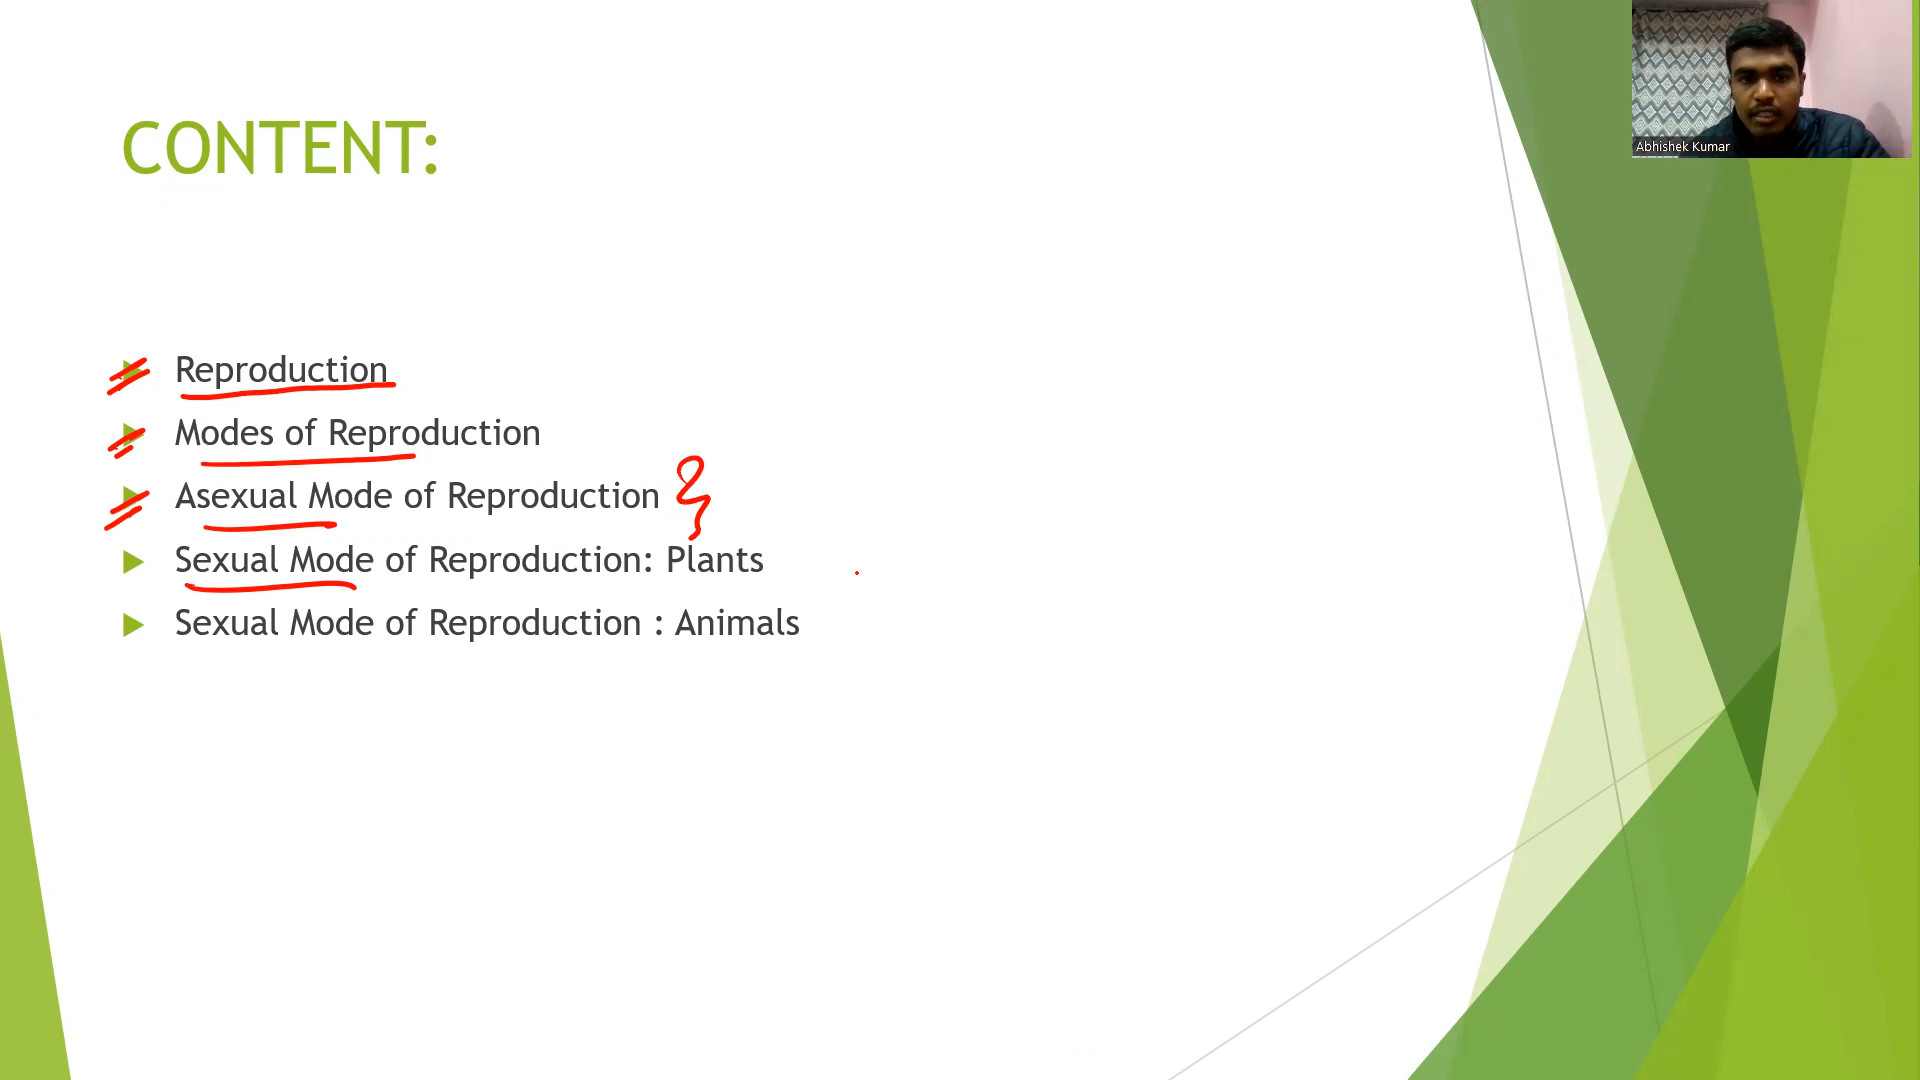 Abhishek Kumar
CONTENT:
Reproduction
Modes of Reproduction
Asexual Mode of Reproduction
Sexual Mode of Reproduction: Plants
Sexual Mode of Reproduction : Animals